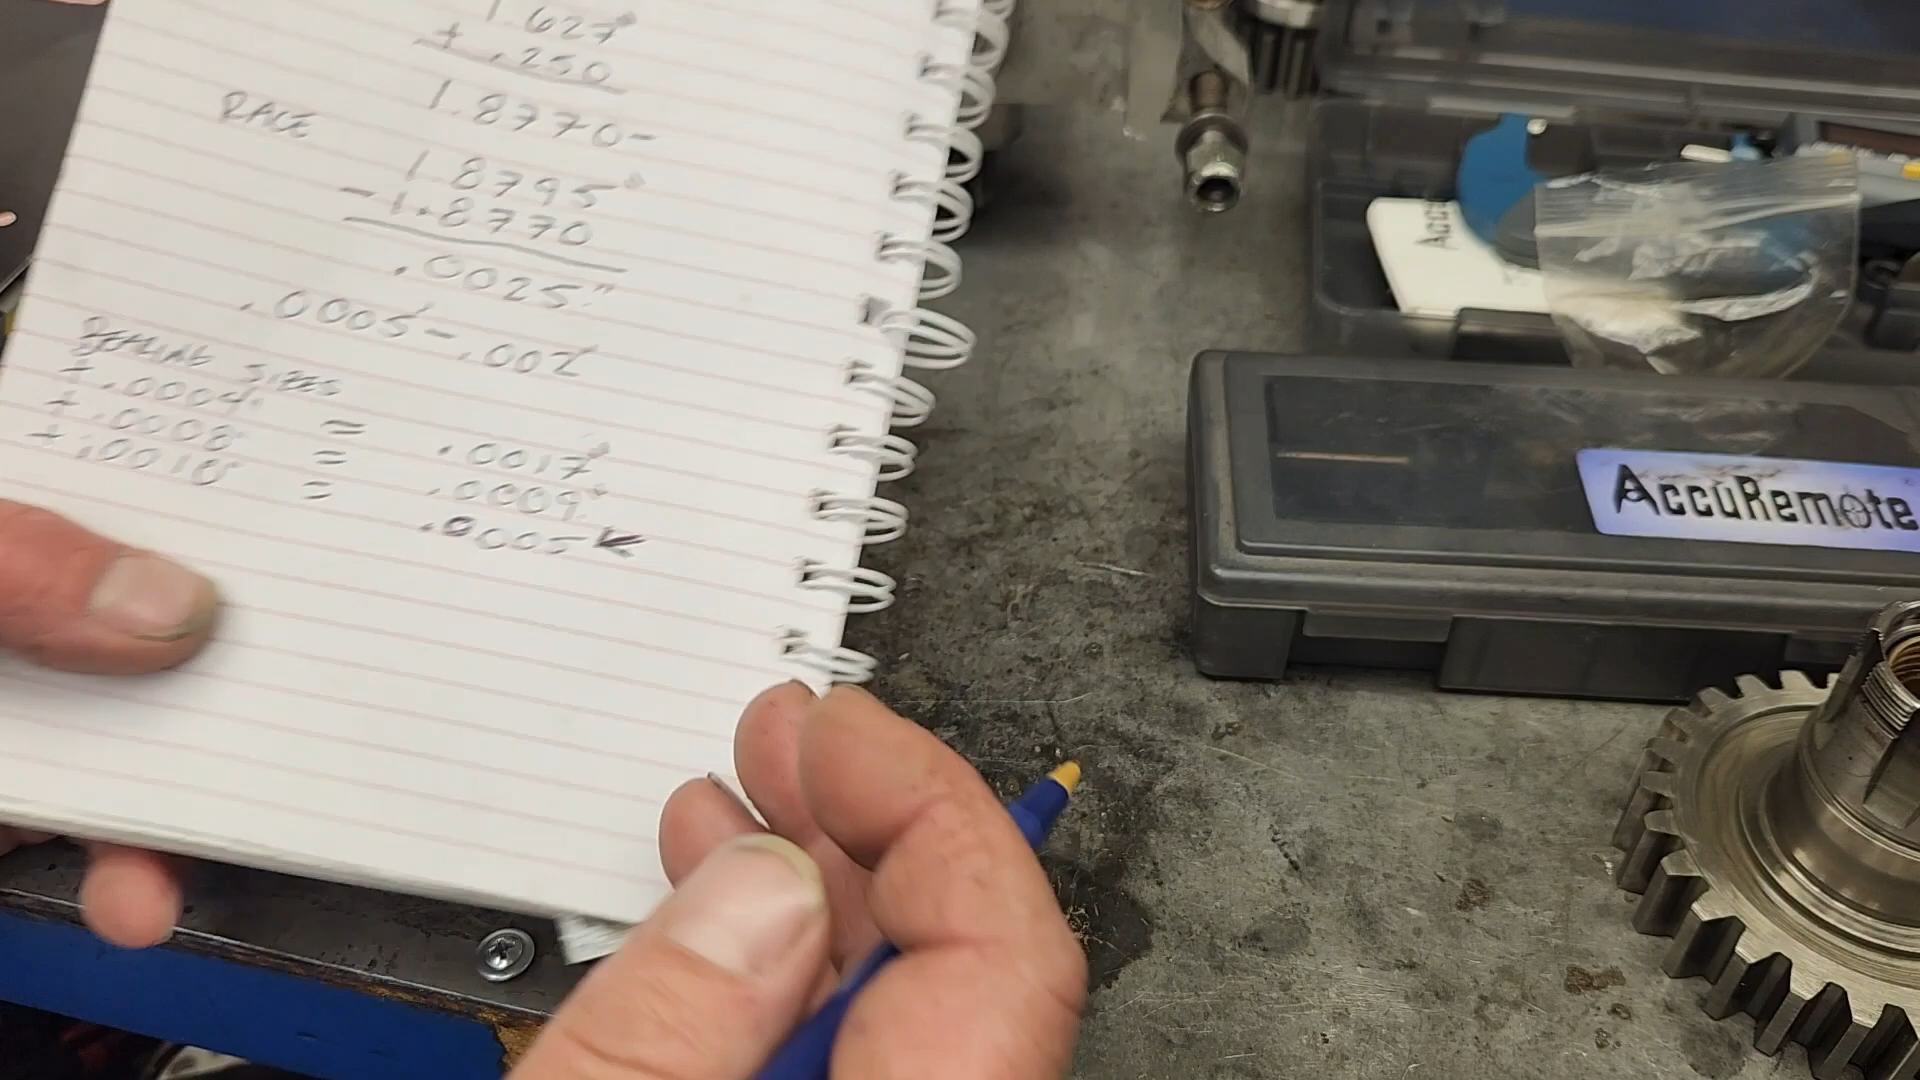 1.627
+ .250
1.8770-
RACE
1.8795
- 1.8770
.0025"
.0005-.002
BEARING SIZES
+.0004 = .0017
+.0008 = .0009
+.0010 = .0005
AccuRemote
Accu